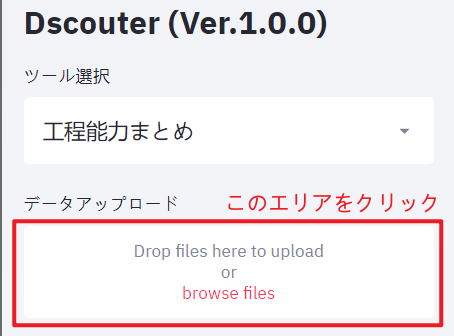 Dscouter (Ver.1.0.0)
ツール選択
工程能力まとめ
データアップロード
このエリアをクリック
Drop files here to upload
or
browse files